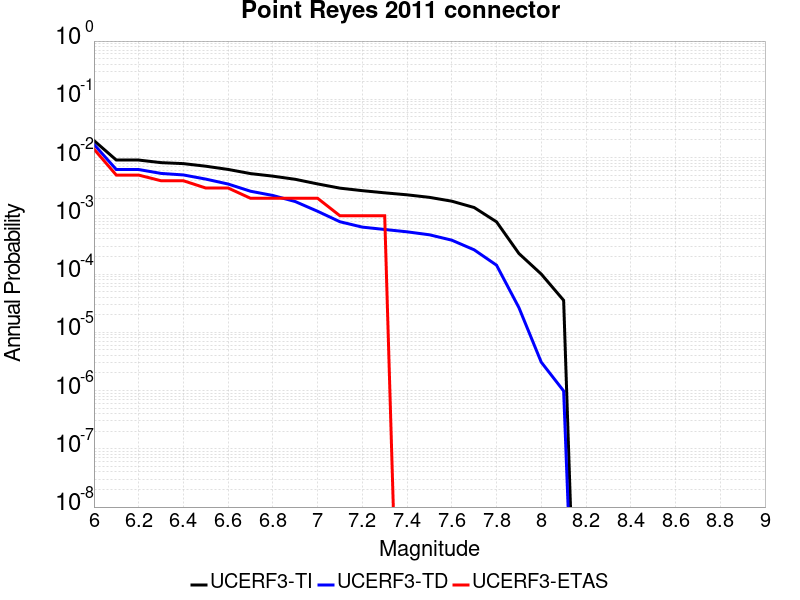 Point Reyes 2011 connector
10^0
10^-1
10^-2
10^-3
10^-4
10^-5
10^-6
10^-7
10^-8
Annual Probability
6 6.2 6.4 6.6 6.8 7 7.2 7.4 7.6 7.8 8 8.2 8.4 8.6 8.8 9
Magnitude
UCERF3-TI UCERF3-TD UCERF3-ETAS